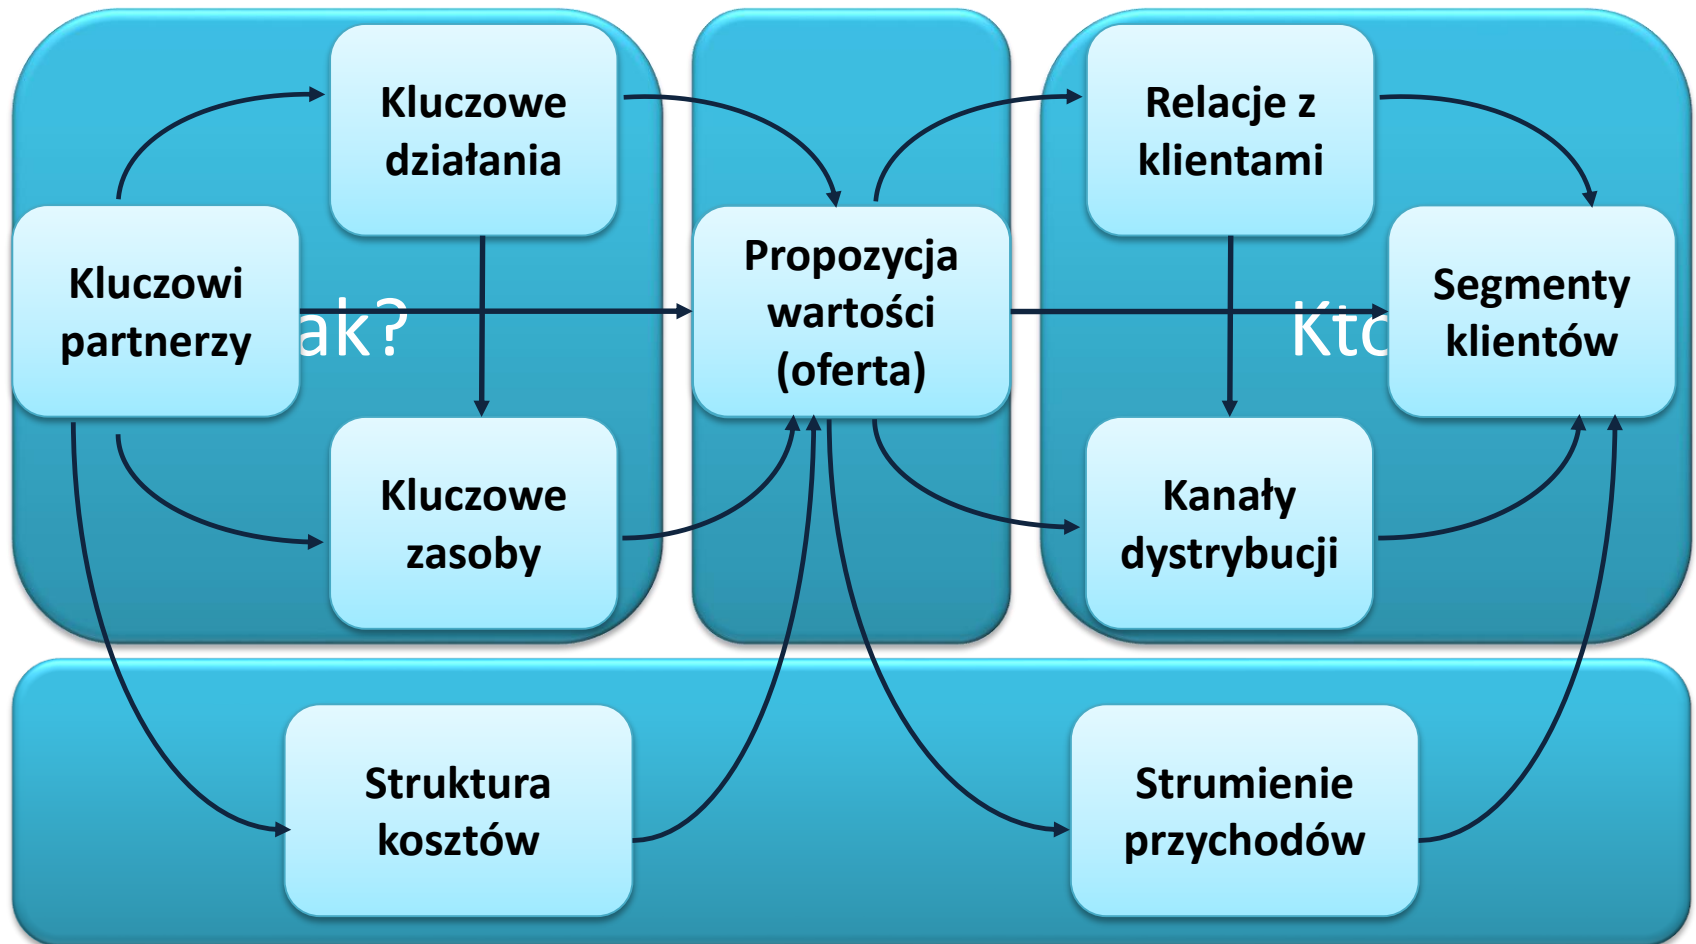 Kluczowe
działania
Relacje z
klientami
Kluczowi
partnerzy
ak?
Propozycja
wartości
(oferta)
Kto
Segmenty
klientów
Kluczowe
zasoby
Kanały
dystrybucji
Struktura
kosztów
Strumienie
przychodów